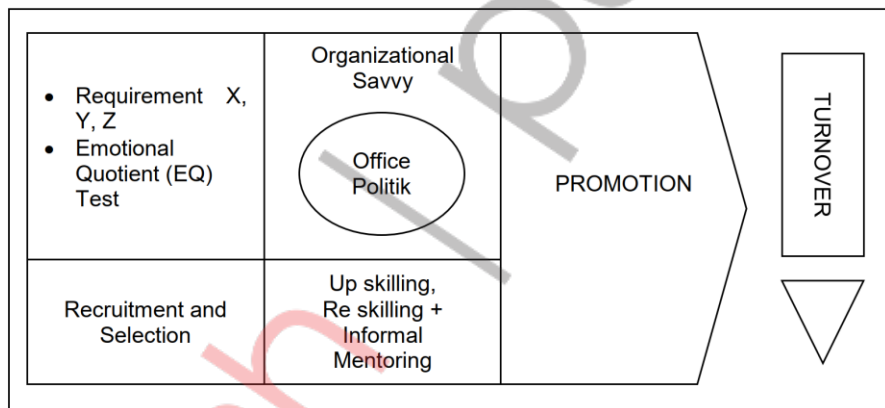 • Requirement X,
Y, Z
• Emotional
Quotient (EQ)
Test
Organizational
Savvy
Office
Politik
PROMOTION
TURNOVER
Recruitment and
Selection
Up skilling,
Re skilling +
Informal
Mentoring